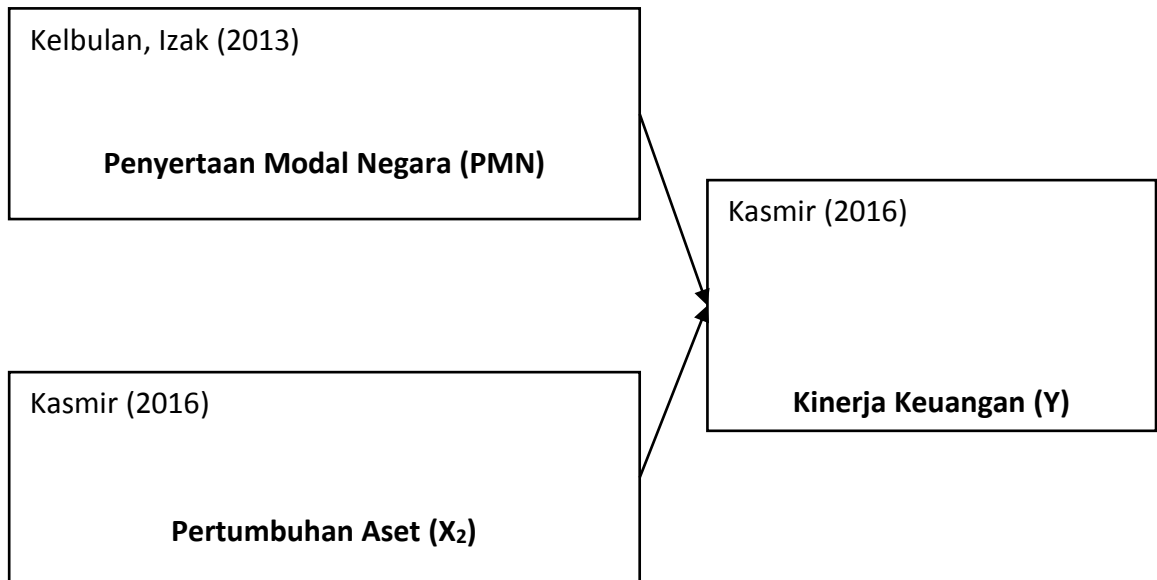 Kelbulan, Izak (2013)
Penyertaan Modal Negara (PMN)
Kasmir (2016)
Kinerja Keuangan (Y)
Kasmir (2016)
Pertumbuhan Aset (X₂)